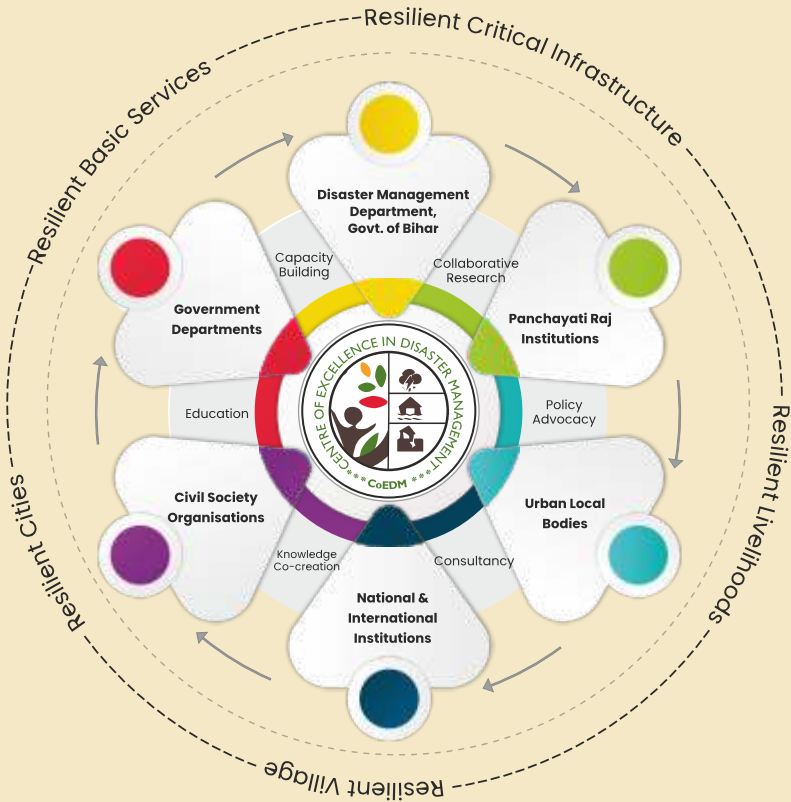 Resilient Critical Infrastructure
Resilient Livelihoods
Resilient Village
Resilient Cities
Resilient Basic Services
Disaster Management
Department,
Govt. of Bihar
Collaborative
Research
Panchayati Raj
Institutions
Policy
Advocacy
Urban Local
Bodies
Consultancy
National &
International
Institutions
Knowledge
Co-creation
Civil Society
Organisations
Education
Government
Departments
Capacity
Building
CENTRE OF EXCELLENCE IN DISASTER MANAGEMENT
*** CoEDM ***